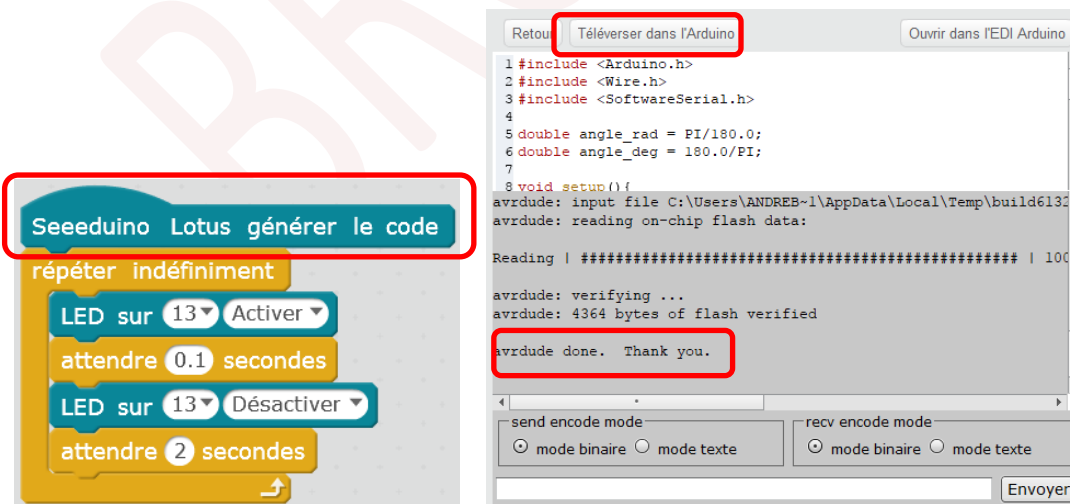 Seeeduino Lotus générer le code
répéter indéfiniment
LED sur 13 Activer
attendre 0.1 secondes
LED sur 13 Désactiver
attendre 2 secondes
Retour Téléverser dans l'Arduino Ouvrir dans l'EDI Arduino
1 #include <Arduino.h>
2 #include <Wire.h>
3 #include <SoftwareSerial.h>
4
5 double angle_rad = PI/180.0;
6 double angle_deg = 180.0/PI;
7
8 void setup(){
avrdude: input file C:\Users\ANDREB~1\AppData\Local\Temp\build6132
avrdude: reading on-chip flash data:
Reading | ################################################## | 100
avrdude: verifying ...
avrdude: 4364 bytes of flash verified
avrdude done.  Thank you.
send encode mode recv encode mode
mode binaire mode texte mode binaire mode texte
Envoyer